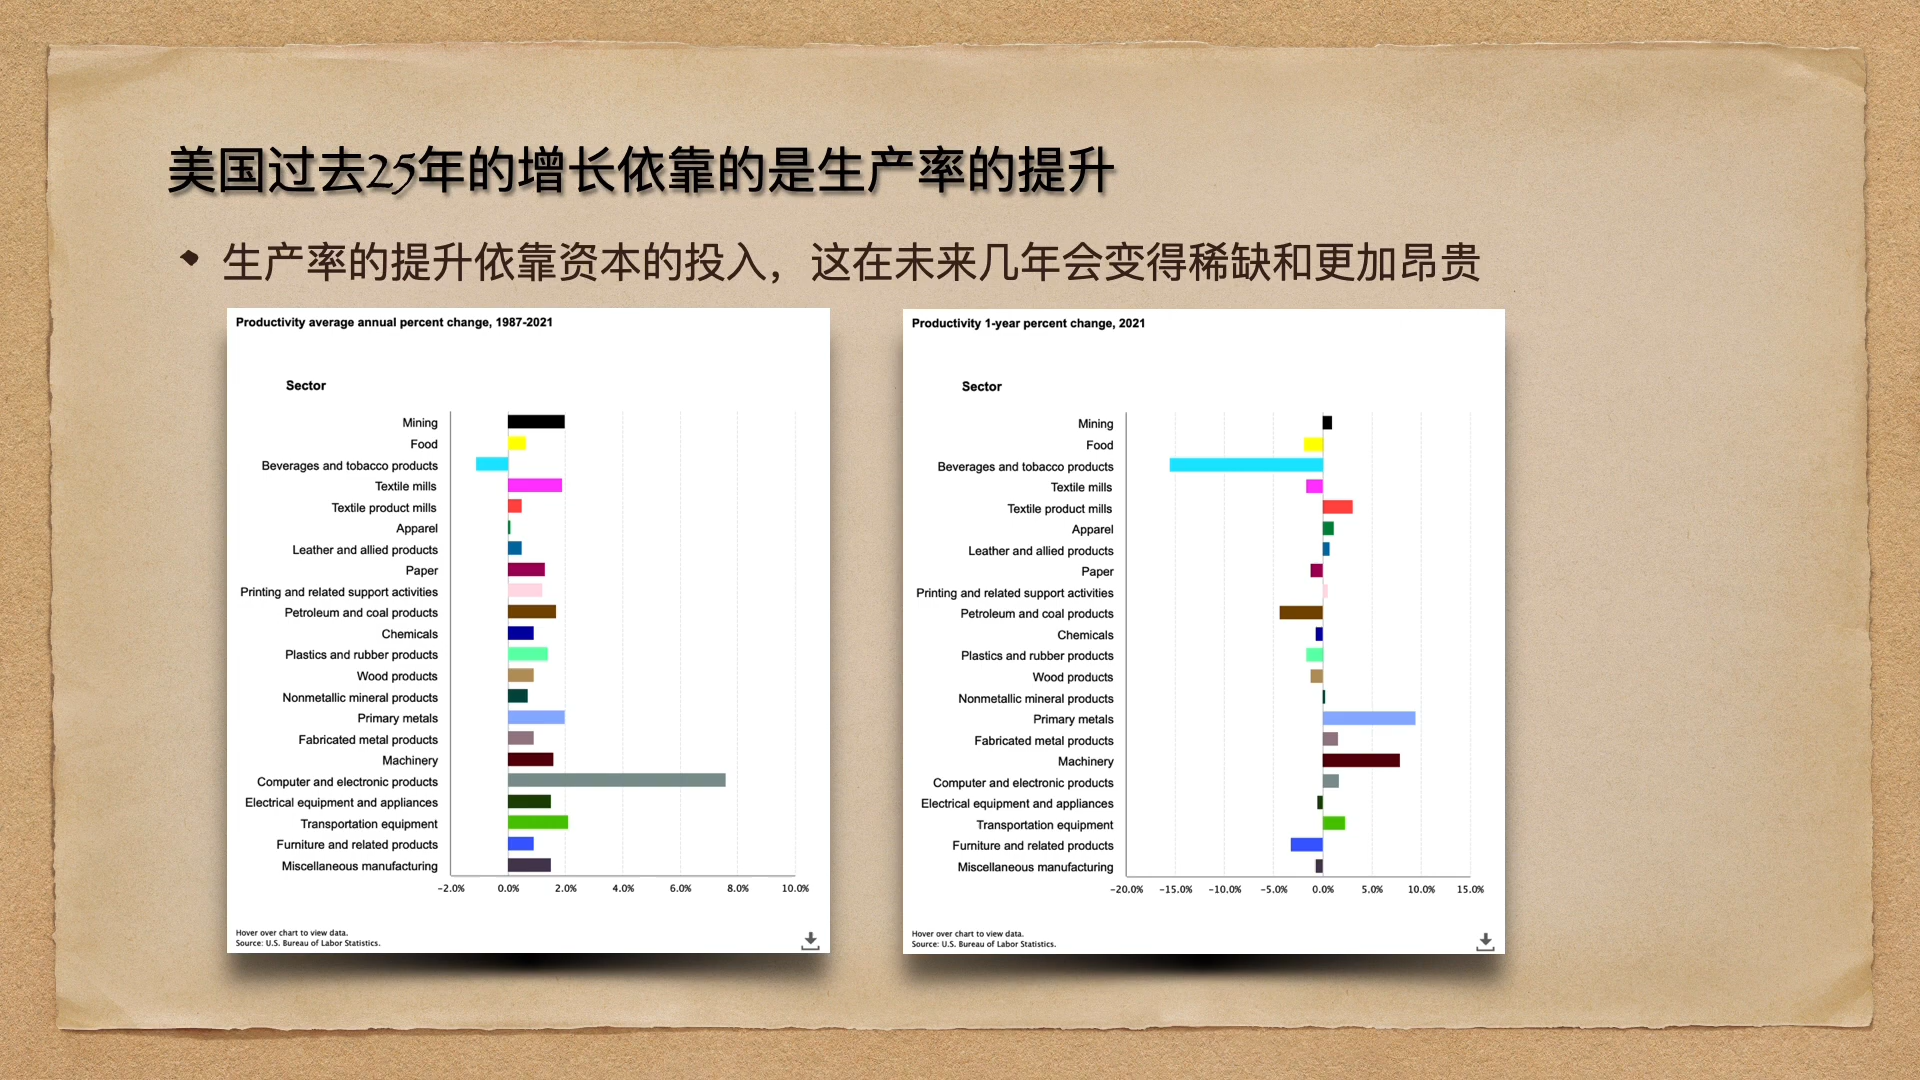 美国过去25年的增长依靠的是生产率的提升
生产率的提升依靠资本的投入，这在未来几年会变得稀缺和更加昂贵
Productivity average annual percent change, 1987-2021
Sector
Mining
Food
Beverages and tobacco products
Textile mills
Textile product mills
Apparel
Leather and allied products
Paper
Printing and related support activities
Petroleum and coal products
Chemicals
Plastics and rubber products
Wood products
Nonmetallic mineral products
Primary metals
Fabricated metal products
Machinery
Computer and electronic products
Electrical equipment and appliances
Transportation equipment
Furniture and related products
Miscellaneous manufacturing
-2.0% 0.0% 2.0% 4.0% 6.0% 8.0% 10.0%
Hover over chart to view data.
Source: U.S. Bureau of Labor Statistics.
Productivity 1-year percent change, 2021
Sector
Mining
Food
Beverages and tobacco products
Textile mills
Textile product mills
Apparel
Leather and allied products
Paper
Printing and related support activities
Petroleum and coal products
Chemicals
Plastics and rubber products
Wood products
Nonmetallic mineral products
Primary metals
Fabricated metal products
Machinery
Computer and electronic products
Electrical equipment and appliances
Transportation equipment
Furniture and related products
Miscellaneous manufacturing
-20.0% -15.0% -10.0% -5.0% 0.0% 5.0% 10.0% 15.0%
Hover over chart to view data.
Source: U.S. Bureau of Labor Statistics.